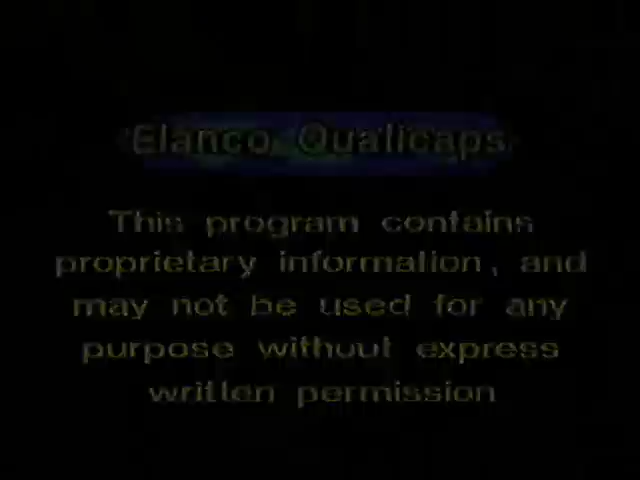 Elanco Qualicaps
This program contains
proprietary information, and
may not be used for any
purpose without express
written permission